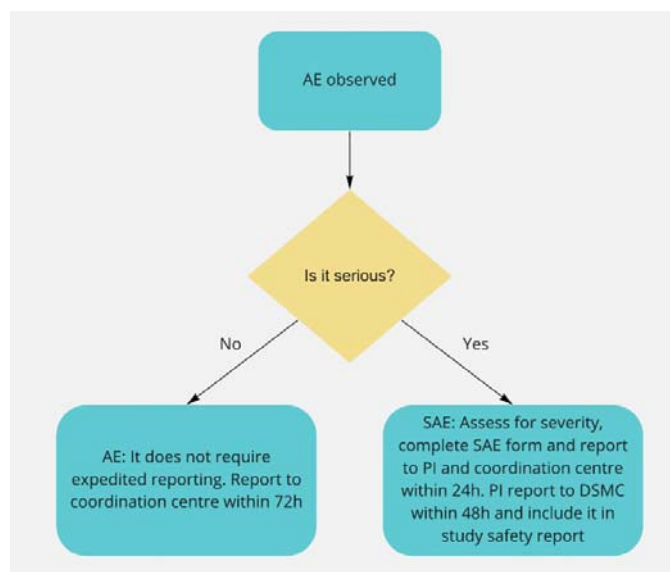 AE observed
Is it serious?
No
Yes
AE: It does not require
expedited reporting. Report to
coordination centre within 72h
SAE: Assess for severity,
complete SAE form and report
to PI and coordination centre
within 24h. PI report to DSMC
within 48h and include it in
study safety report